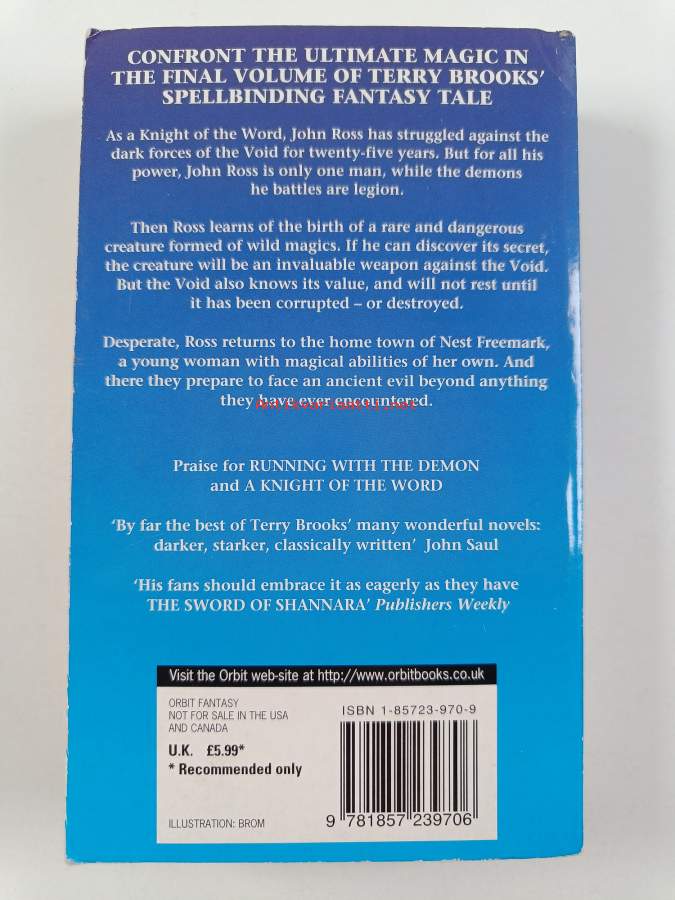 CONFRONT THE ULTIMATE MAGIC IN
THE FINAL VOLUME OF TERRY BROOKS'
SPELLBINDING FANTASY TALE
As a Knight of the Word, John Ross has struggled against the
dark forces of the Void for twenty-five years. But for all his
power, John Ross is only one man, while the demons
he battles are legion.
Then Ross learns of the birth of a rare and dangerous
creature formed of wild magics. If he can discover its secret,
the creature will be an invaluable weapon against the Void.
But the Void also knows its value, and will not rest until
it has been corrupted – or destroyed.
Desperate, Ross returns to the home town of Nest Freemark,
a young woman with magical abilities of her own. And
there they prepare to face an ancient evil beyond anything
they have ever encountered.
Praise for RUNNING WITH THE DEMON
and A KNIGHT OF THE WORD
'By far the best of Terry Brooks' many wonderful novels:
darker, starker, classically written' John Saul
'His fans should embrace it as eagerly as they have
THE SWORD OF SHANNARA' Publishers Weekly
Visit the Orbit web-site at http://www.orbitbooks.co.uk
ORBIT FANTASY
NOT FOR SALE IN THE USA
AND CANADA
U.K. £5.99*
* Recommended only
ILLUSTRATION: BROM
ISBN 1-85723-970-9
9 781857 239706